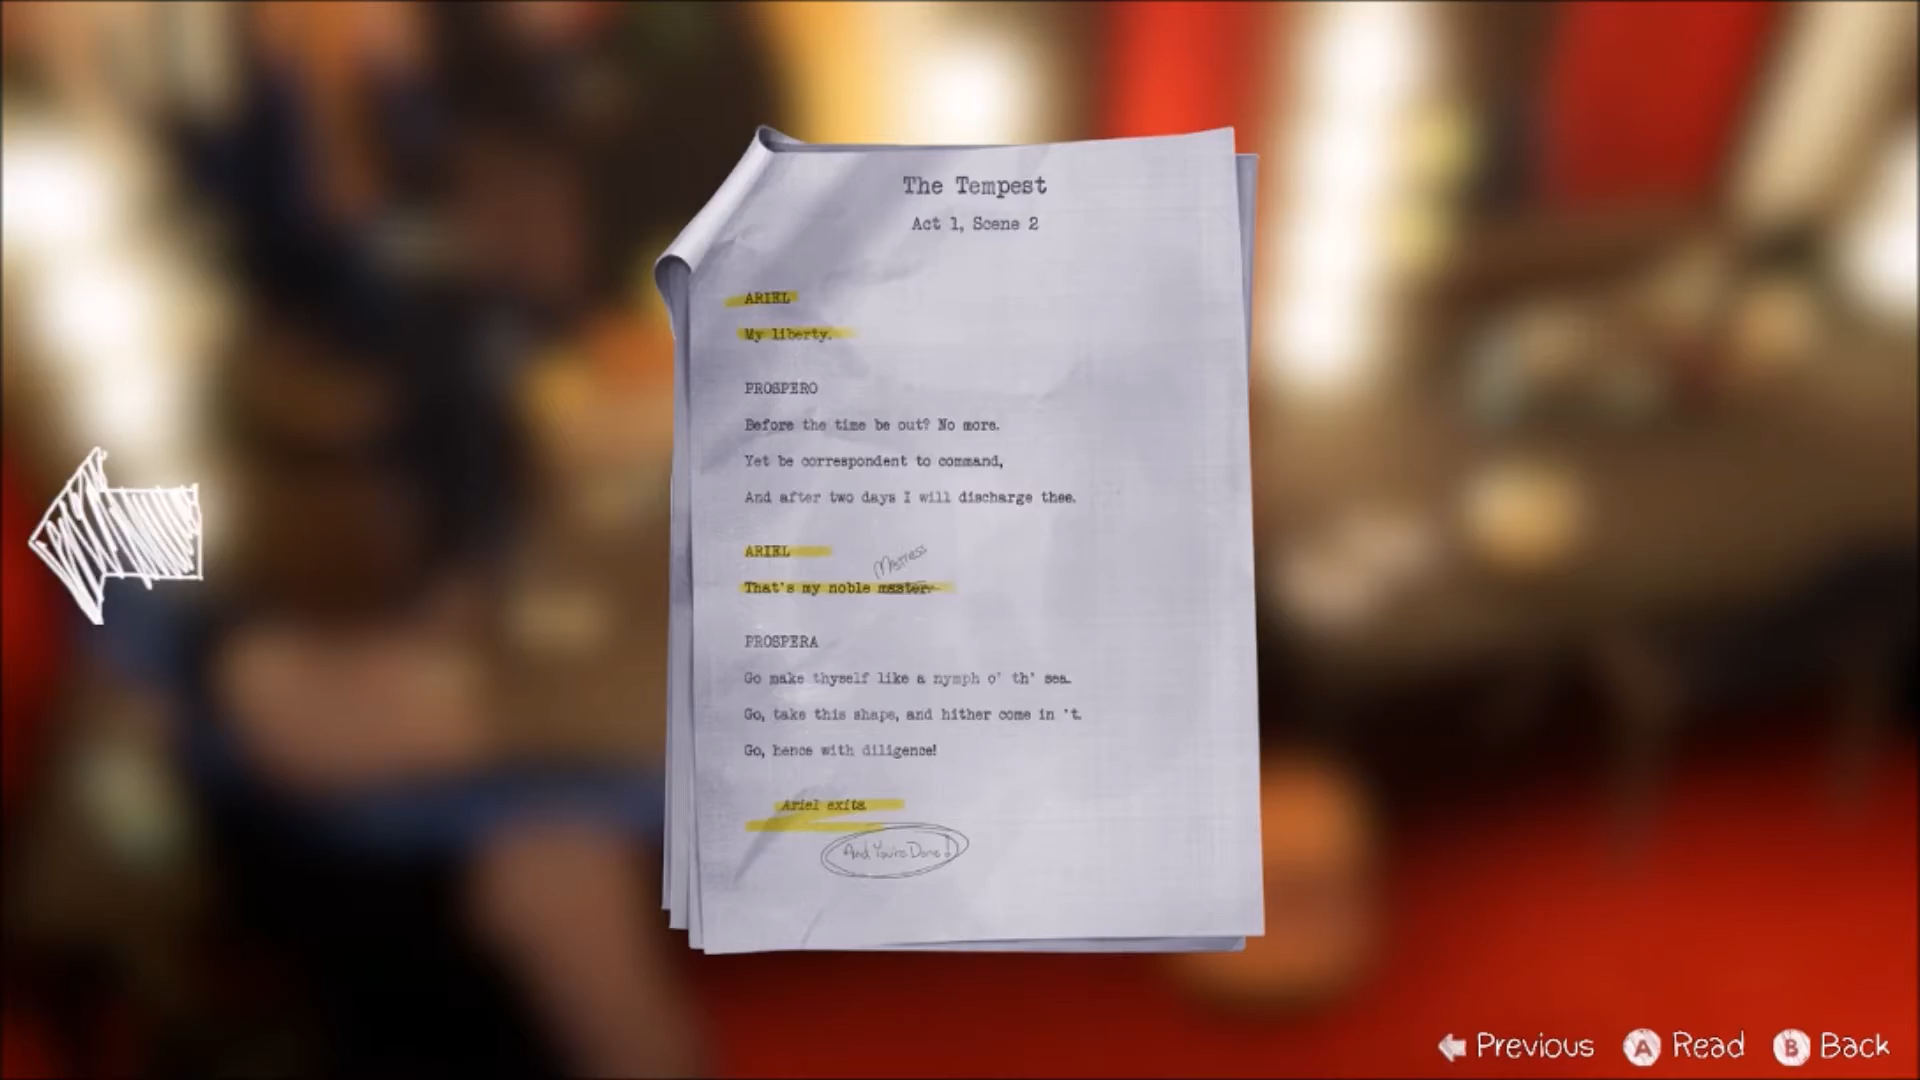 The Tempest
Act 1, Scene 2
ARIEL
My liberty.
PROSPERO
Before the time be out? No more.
Yet be correspondent to command,
And after two days I will discharge thee.
ARIEL
Mistress
That's my noble master.
PROSPERA
Go make thyself like a nymph o' th' sea.
Go, take this shape, and hither come in 't.
Go, hence with diligence!
Ariel exits
And You're Done!
Previous A Read B Back